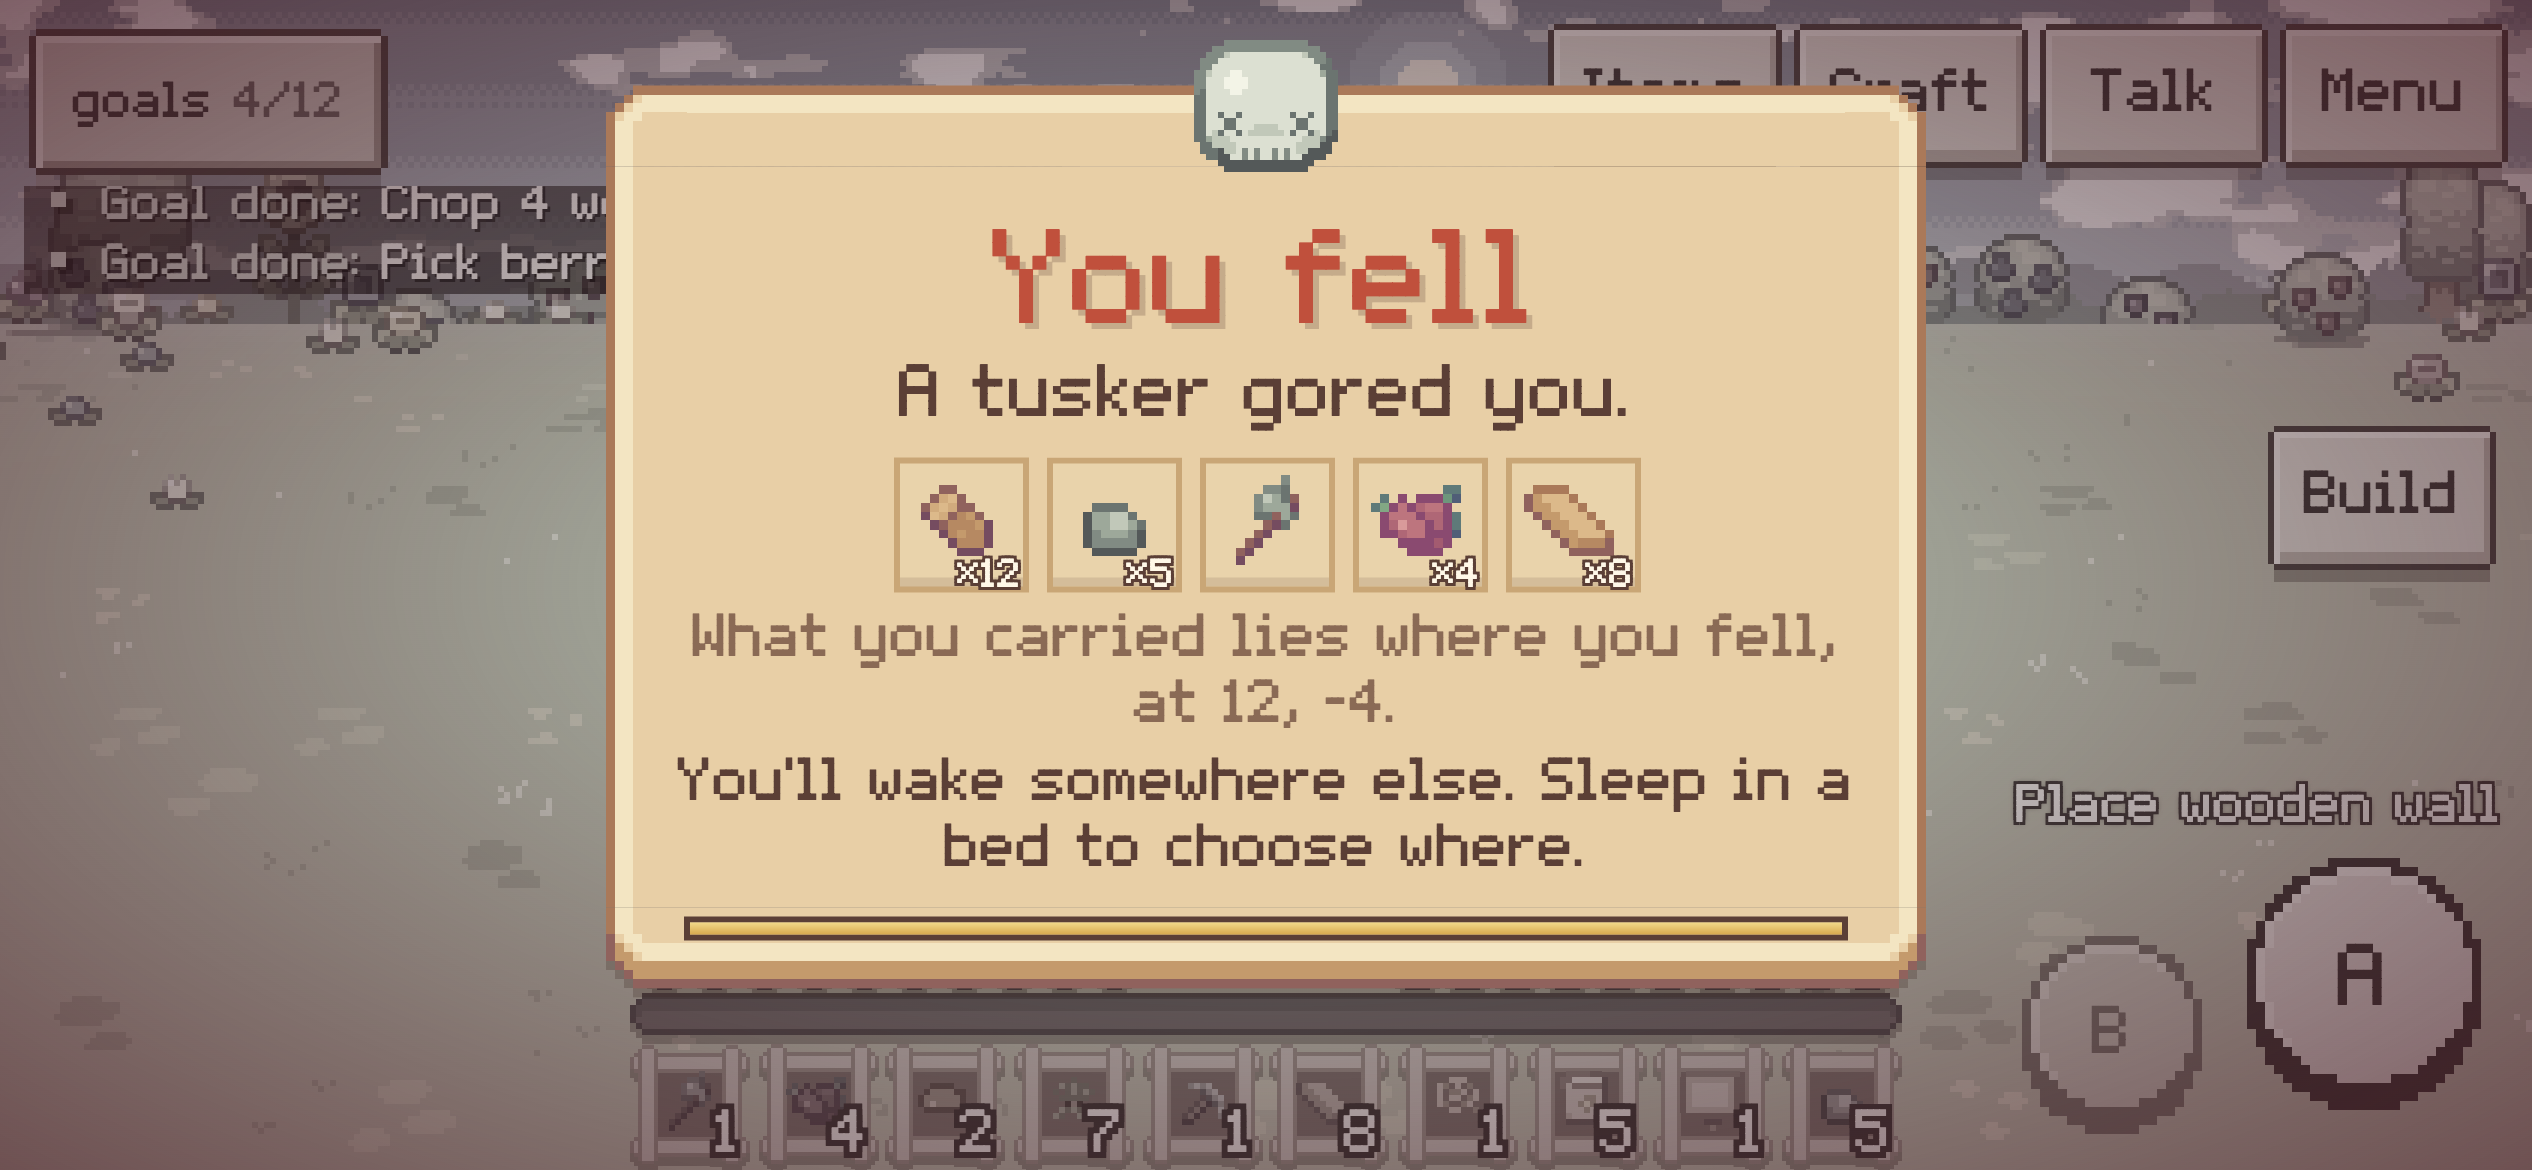 goals 4/12
Craft
Talk
Menu
Goal done: Chop 4
Goal done: Pick
You fell
A tusker gored you.
x12
x5
x4
x8
What you carried lies where you fell,
at 12, -4.
You'll wake somewhere else. Sleep in a
bed to choose where.
Build
Place wooden wall
B
A
1
4
2
7
1
8
1
5
1
5